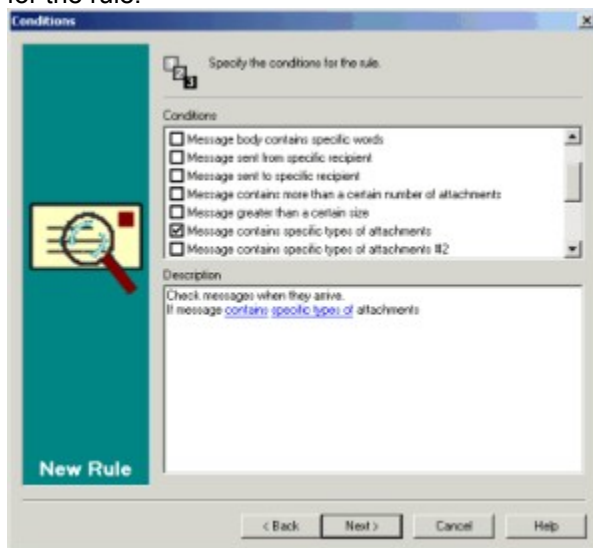 for the rule.
Conditions
Specify the conditions for the rule.
Conditions
Message body contains specific words
Message sent from specific recipient
Message sent to specific recipient
Message contains more than a certain number of attachments
Message greater than a certain size
Message contains specific types of attachments
Message contains specific types of attachments #2
Description
Check messages when they arrive.
If message contains specific types of attachments
New Rule
< Back Next > Cancel Help